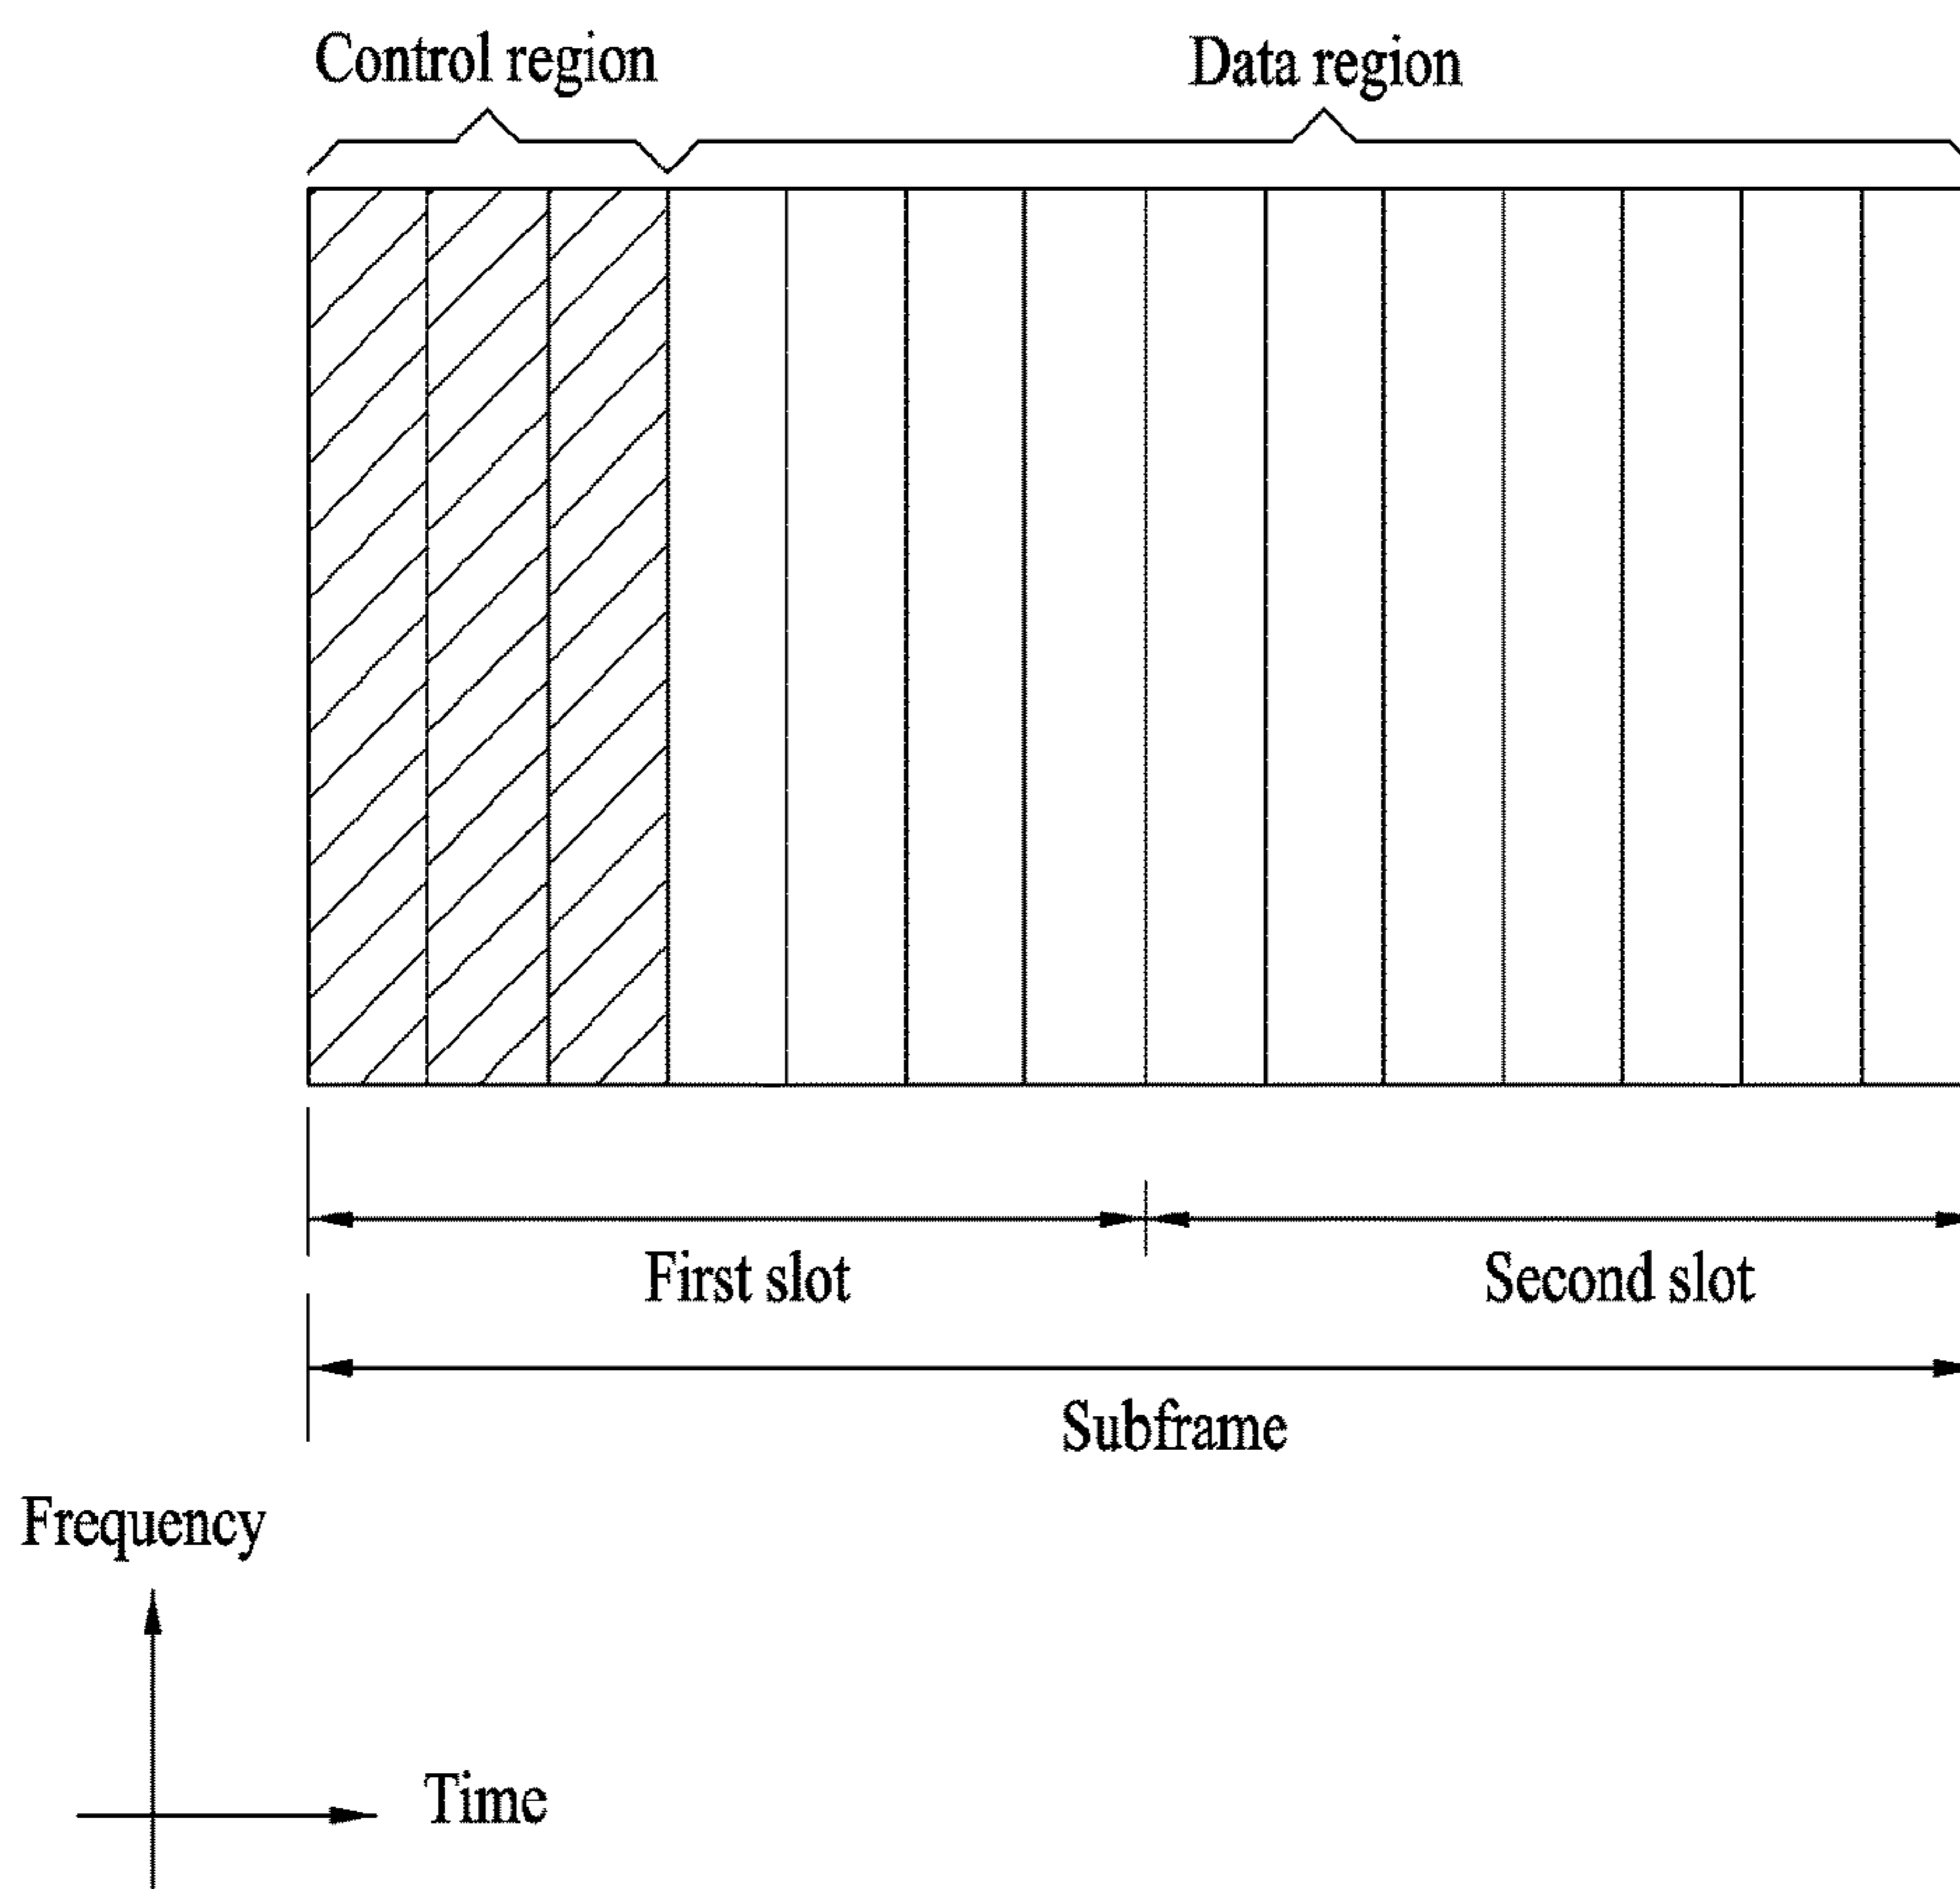 Control region
Data region
First slot
Second slot
Subframe
Frequency
Time